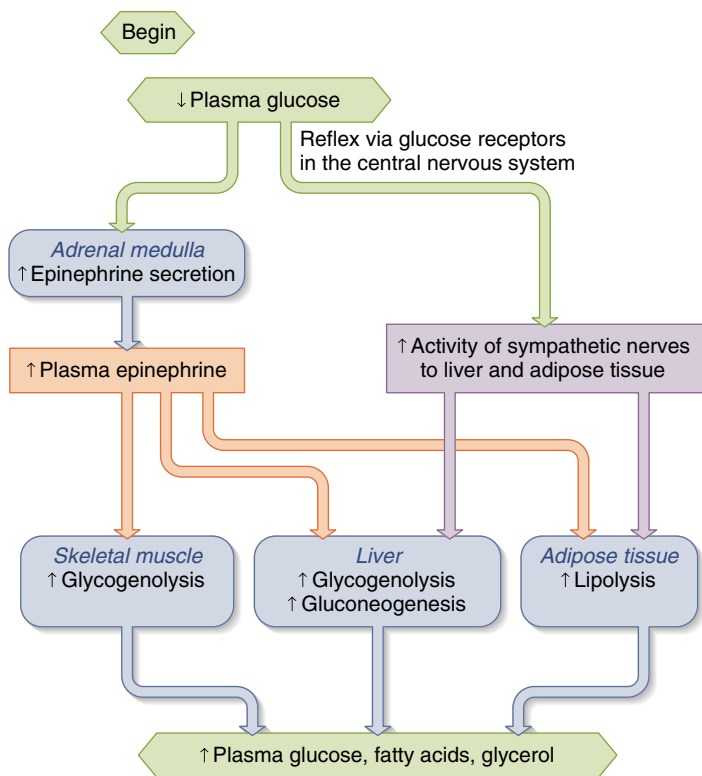 Begin
↓ Plasma glucose
Reflex via glucose receptors
in the central nervous system
Adrenal medulla
↑ Epinephrine secretion
↑ Plasma epinephrine
↑ Activity of sympathetic nerves
to liver and adipose tissue
Skeletal muscle
↑ Glycogenolysis
Liver
↑ Glycogenolysis
↑ Gluconeogenesis
Adipose tissue
↑ Lipolysis
↑ Plasma glucose, fatty acids, glycerol